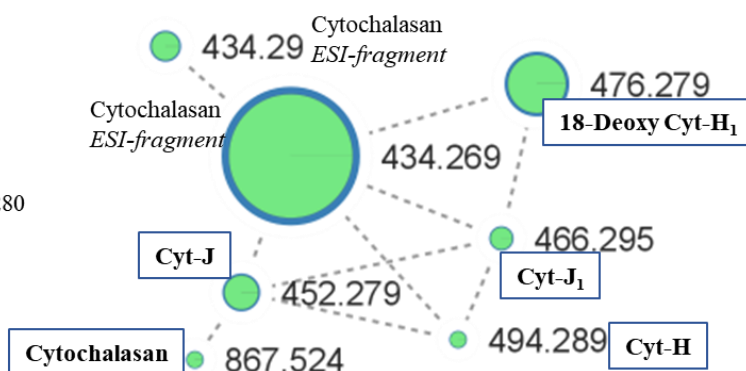 Cytochalasan
434.29 ESI-fragment
476.279
Cytochalasan
ESI-fragment
18-Deoxy Cyt-H₁
434.269
80
Cyt-J
466.295
Cyt-J₁
452.279
494.289 Cyt-H
Cytochalasan 867.524